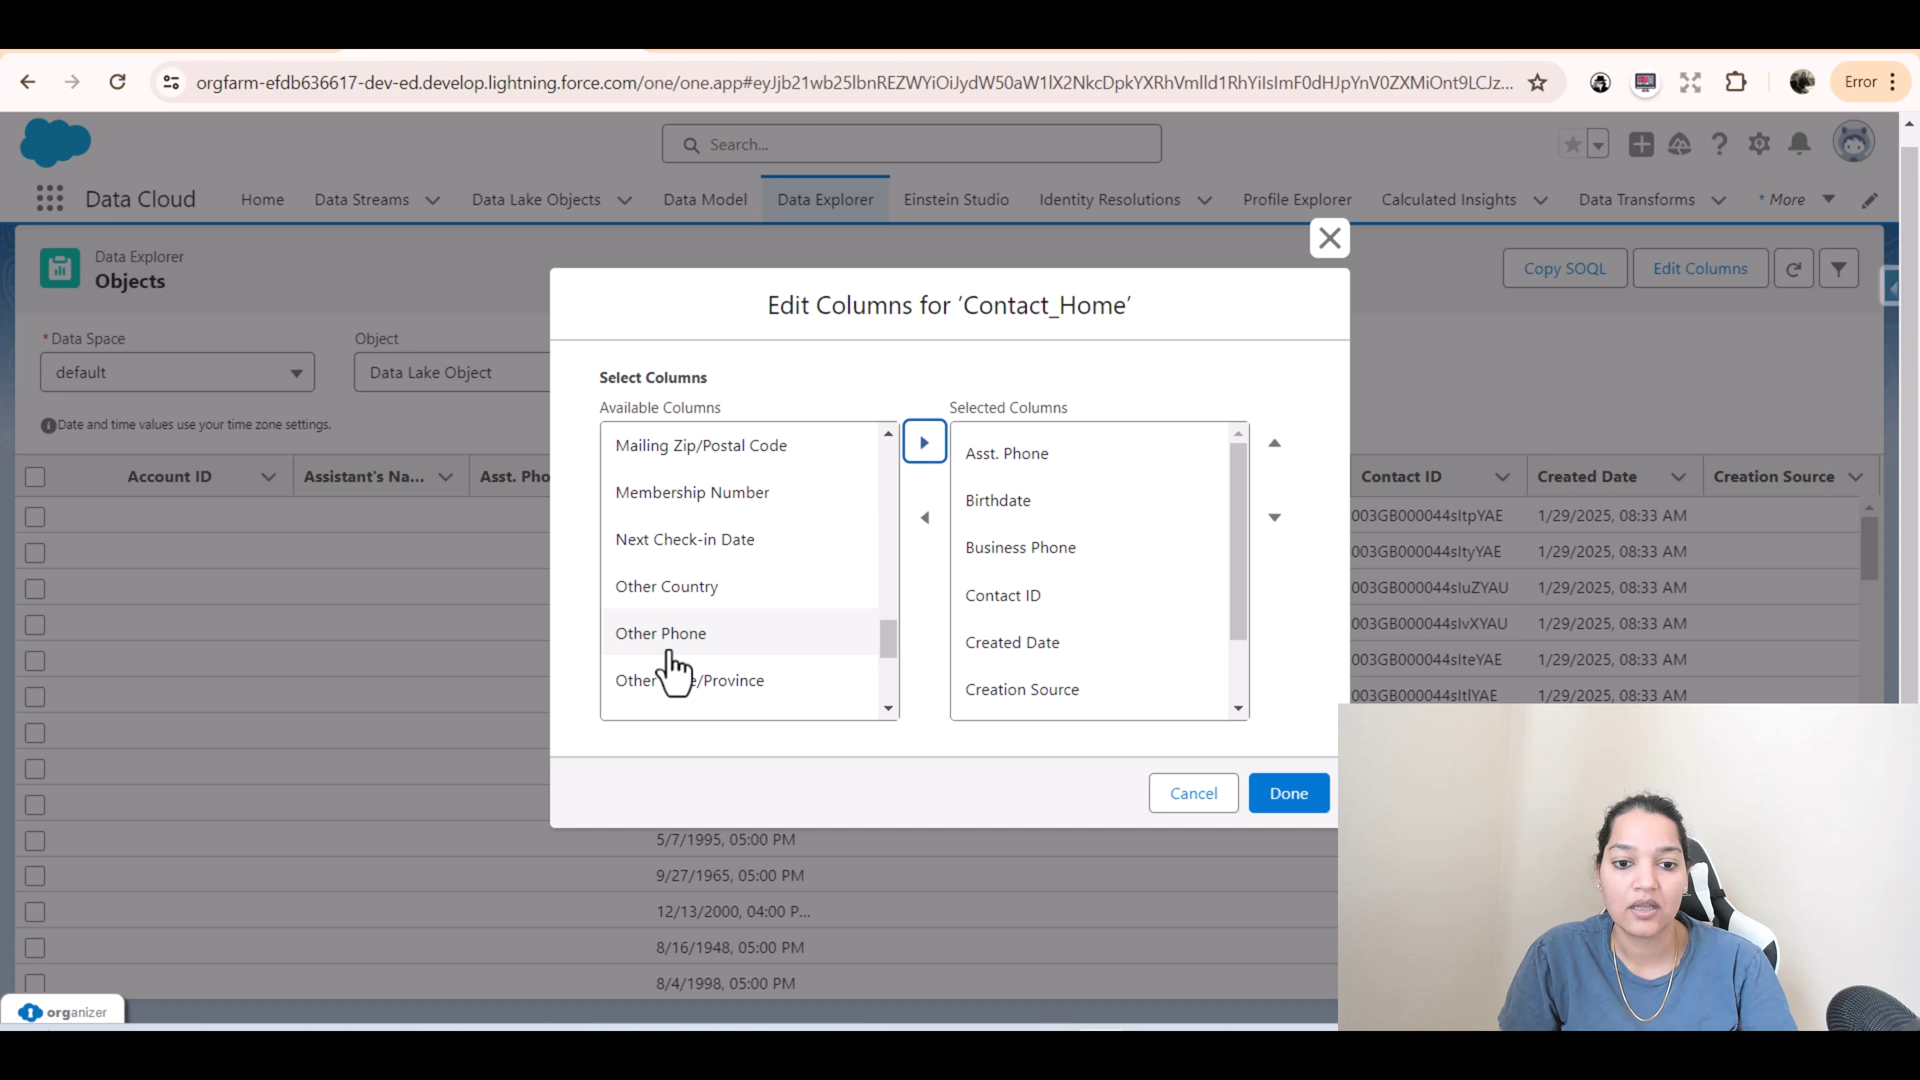 orgfarm-efdb636617-dev-ed.develop.lightning.force.com/one/one.app#eyJjb21wb25lbnREZWYiOiJydW50aW1lX2NkcDpkYXRhVmlld1RhYiIsImF0dHJpYnV0ZXMiOnt9LCJz...
Error
Search...
Data Cloud
Home
Data Streams
Data Lake Objects
Data Model
Data Explorer
Einstein Studio
Identity Resolutions
Profile Explorer
Calculated Insights
Data Transforms
* More
Data Explorer
Objects
Copy SOQL
Edit Columns
* Data Space
default
Object
Data Lake Object
Date and time values use your time zone settings.
Edit Columns for 'Contact_Home'
Select Columns
Available Columns
Mailing Zip/Postal Code
Membership Number
Next Check-in Date
Other Country
Other Phone
Other /Province
Selected Columns
Asst. Phone
Birthdate
Business Phone
Contact ID
Created Date
Creation Source
Cancel
Done
Account ID
Assistant's Na...
Asst. Pho
Contact ID
Created Date
Creation Source
003GB000044sItpYAE 1/29/2025, 08:33 AM
003GB000044sItyYAE 1/29/2025, 08:33 AM
003GB000044sIuZYAU 1/29/2025, 08:33 AM
003GB000044sIvXYAU 1/29/2025, 08:33 AM
003GB000044sIteYAE 1/29/2025, 08:33 AM
003GB000044sItlYAE 1/29/2025, 08:33 AM
5/7/1995, 05:00 PM
9/27/1965, 05:00 PM
12/13/2000, 04:00 P...
8/16/1948, 05:00 PM
8/4/1998, 05:00 PM
organizer